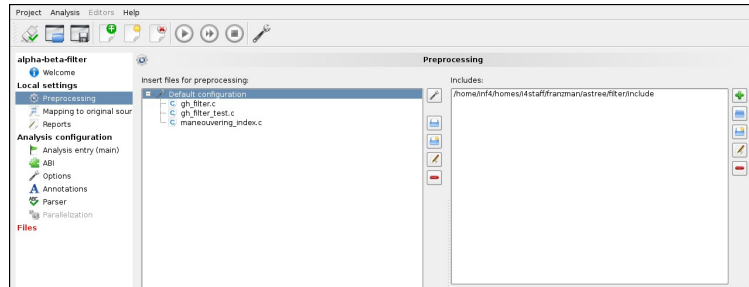 Project Analysis Editors Help
alpha-beta-filter
Welcome
Local settings
Preprocessing
Mapping to original sour
Reports
Analysis configuration
Analysis entry (main)
ABI
Options
Annotations
Parser
Parallelization
Files
Preprocessing
Insert files for preprocessing:
Default configuration
C gh_filter.c
C gh_filter_test.c
C maneouvering_index.c
Includes:
/home/inf4/homes/i4staff/franzman/astree/filter/include